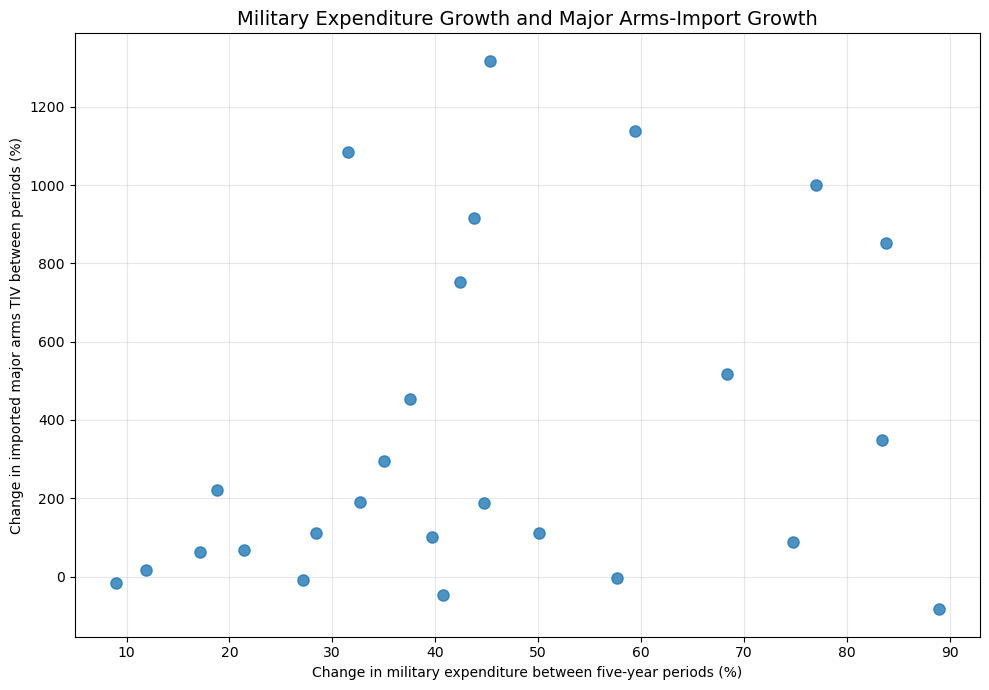 Military Expenditure Growth and Major Arms-Import Growth
Change in imported major arms TIV between periods (%)
1200
1000
800
600
400
200
0
10 20 30 40 50 60 70 80 90
Change in military expenditure between five-year periods (%)